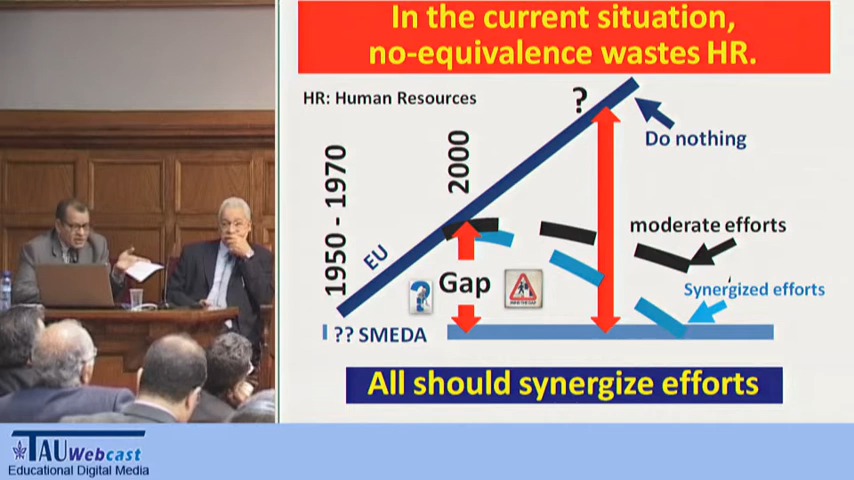 In the current situation,
no-equivalence wastes HR.
HR: Human Resources
?
Do nothing
1950 - 1970
2000
EU
moderate efforts
Gap
Synergized efforts
?? SMEDA
All should synergize efforts
TAU Webcast
Educational Digital Media